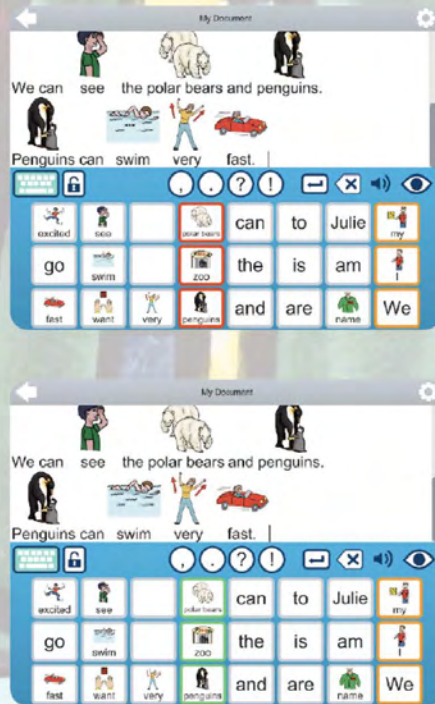 My Document
We can see the polar bears and penguins.
Penguins can swim very fast.
, . ? !
excited see polar bears can to Julie my
go swim zoo the is am I
fast want very penguins and are name We
My Document
We can see the polar bears and penguins.
Penguins can swim very fast.
, . ? !
excited see polar bears can to Julie my
go swim zoo the is am I
fast want very penguins and are name We